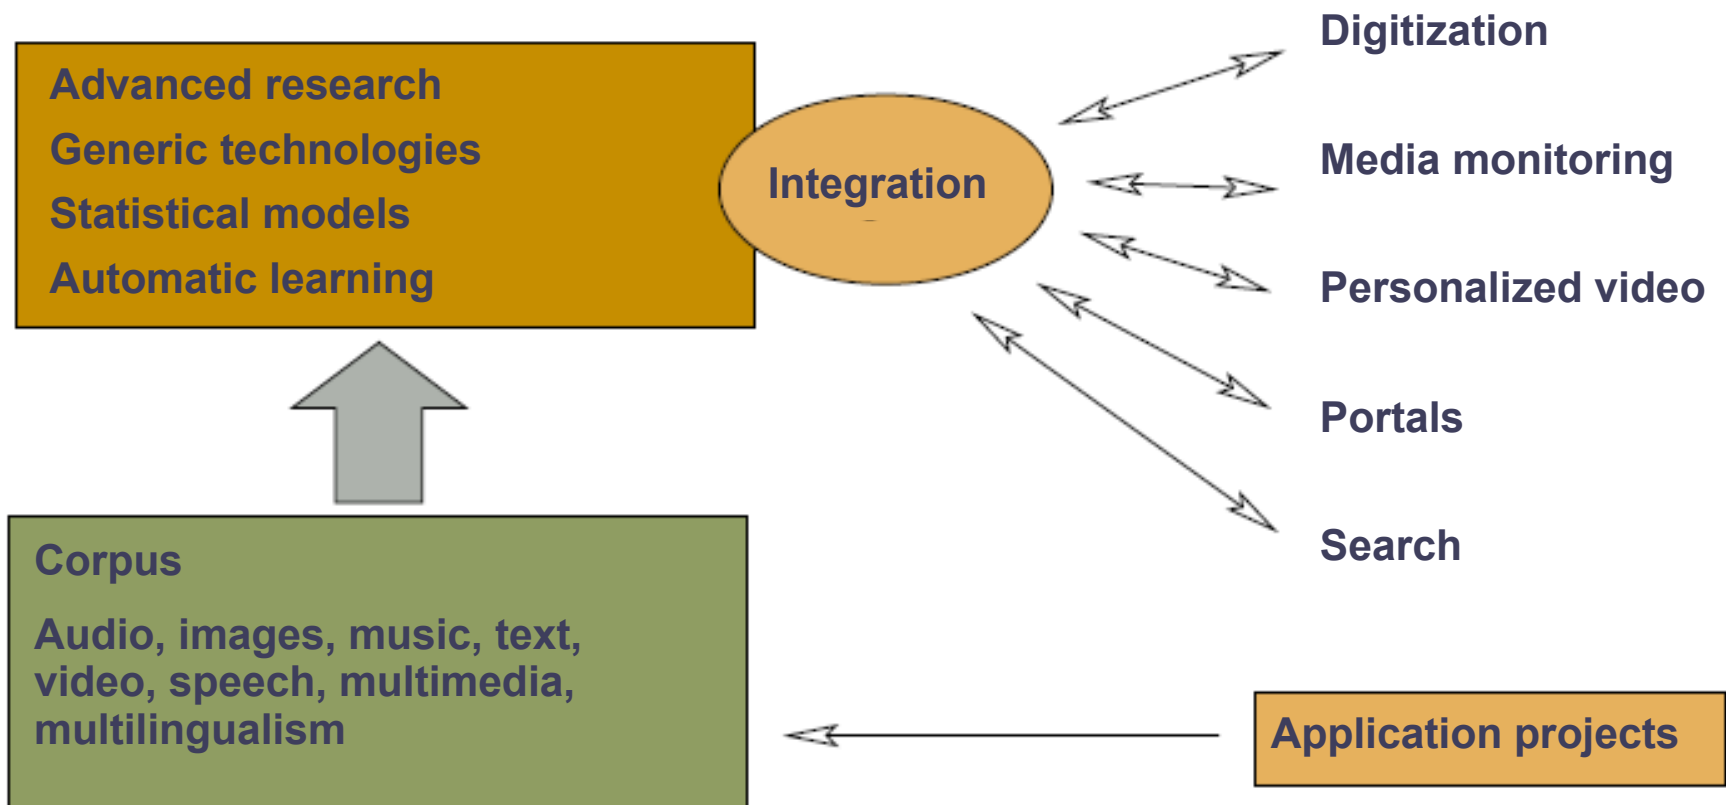 Advanced research
Generic technologies
Statistical models
Automatic learning
Integration
Digitization
Media monitoring
Personalized video
Portals
Search
Corpus
Audio, images, music, text,
video, speech, multimedia,
multilingualism
Application projects